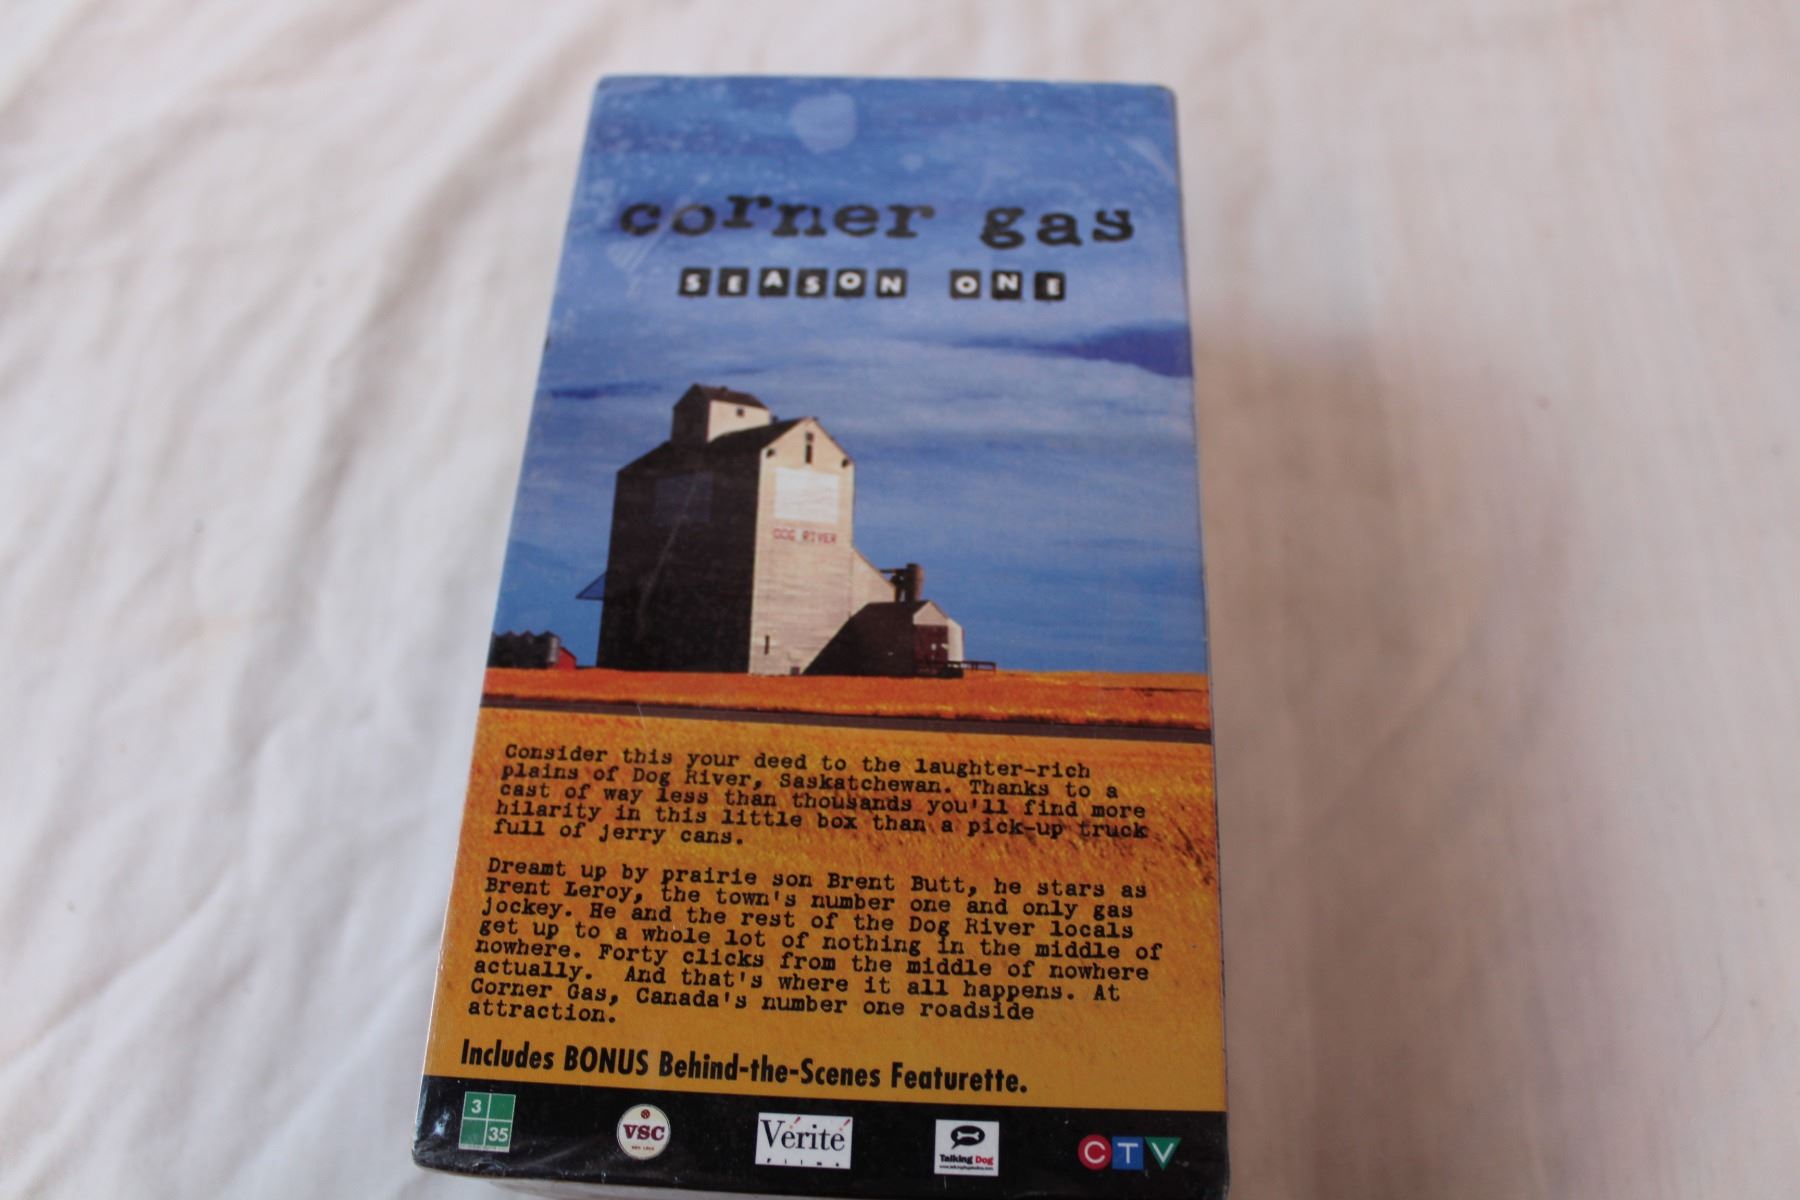 corner gas
SEASON ONE
DOG RIVER
Consider this your deed to the laughter-rich
plains of Dog River, Saskatchewan. Thanks to a
cast of way less than thousands you'll find more
hilarity in this little box than a pick-up truck
full of jerry cans.
Dreamt up by prairie son Brent Butt, he stars as
Brent Leroy, the town's number one and only gas
jockey. He and the rest of the Dog River locals
get up to a whole lot of nothing in the middle of
nowhere. Forty clicks from the middle of nowhere
actually. And that's where it all happens. At
Corner Gas, Canada's number one roadside
attraction.
Includes BONUS Behind-the-Scenes Featurette.
3
35
VSC
Vérité
films
Talking Dog
CTV